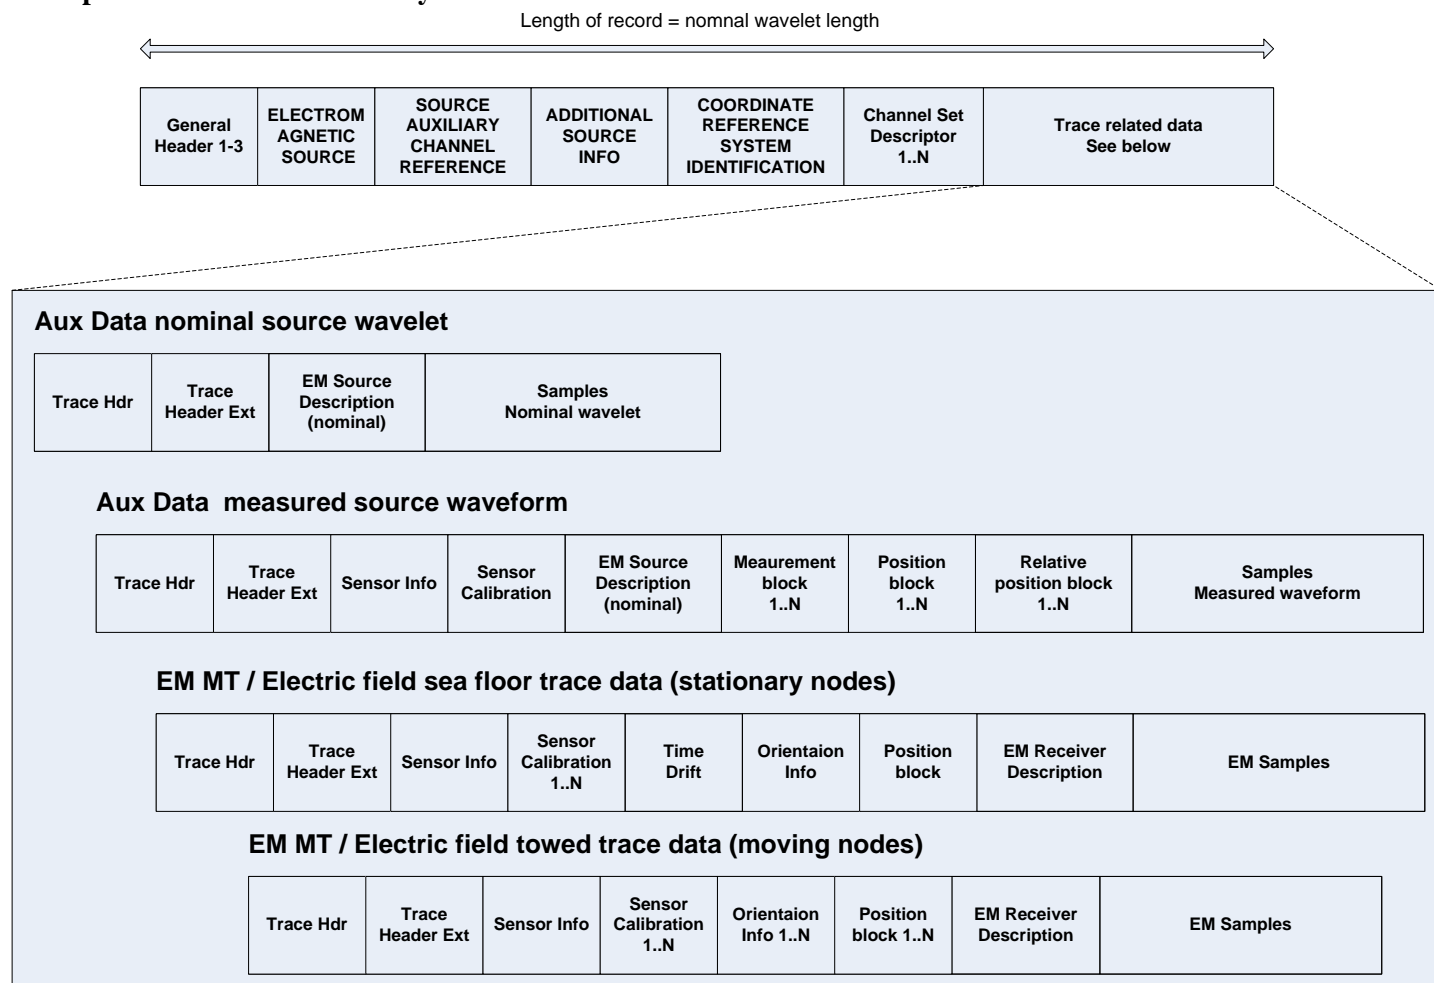 Length of record = nomnal wavelet length
General
Header 1-3
ELECTROM
AGNETIC
SOURCE
SOURCE
AUXILIARY
CHANNEL
REFERENCE
ADDITIONAL
SOURCE
INFO
COORDINATE
REFERENCE
SYSTEM
IDENTIFICATION
Channel Set
Descriptor
1..N
Trace related data
See below
Aux Data nominal source wavelet
Trace Hdr
Trace
Header Ext
EM Source
Description
(nominal)
Samples
Nominal wavelet
Aux Data  measured source waveform
Trace Hdr
Trace
Header Ext
Sensor Info
Sensor
Calibration
EM Source
Description
(nominal)
Meaurement
block
1..N
Position
block
1..N
Relative
position block
1..N
Samples
Measured waveform
EM MT / Electric field sea floor trace data (stationary nodes)
Trace Hdr
Trace
Header Ext
Sensor Info
Sensor
Calibration
1..N
Time
Drift
Orientaion
Info
Position
block
EM Receiver
Description
EM Samples
EM MT / Electric field towed trace data (moving nodes)
Trace Hdr
Trace
Header Ext
Sensor Info
Sensor
Calibration
1..N
Orientaion
Info 1..N
Position
block 1..N
EM Receiver
Description
EM Samples